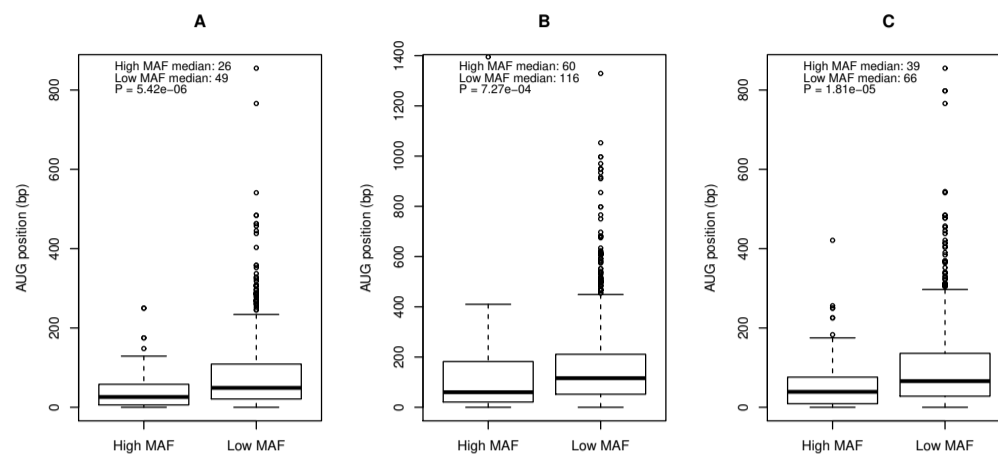 A
High MAF median: 26
Low MAF median: 49
P = 5.42e−06
AUG position (bp)
800
600
400
200
0
High MAF
Low MAF
B
High MAF median: 60
Low MAF median: 116
P = 7.27e−04
AUG position (bp)
1400
1200
1000
800
600
400
200
0
High MAF
Low MAF
C
High MAF median: 39
Low MAF median: 66
P = 1.81e−05
AUG position (bp)
800
600
400
200
0
High MAF
Low MAF